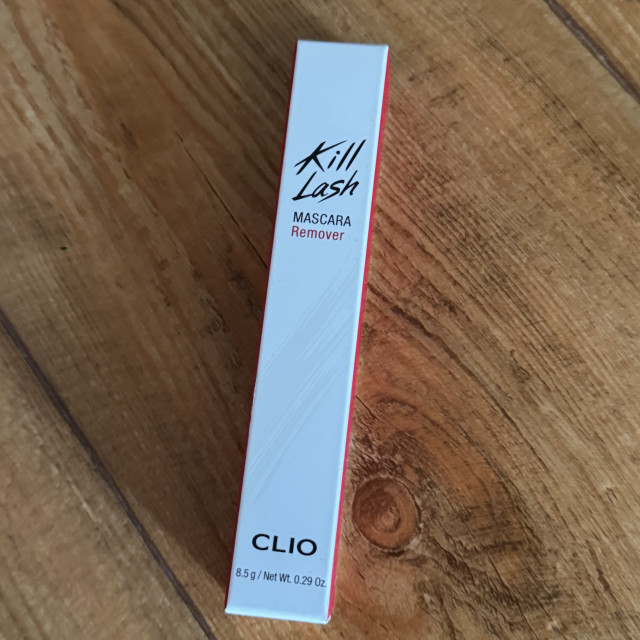 Kill
Lash
MASCARA
Remover
CLIO
8.5 g / Net Wt. 0.29 Oz.